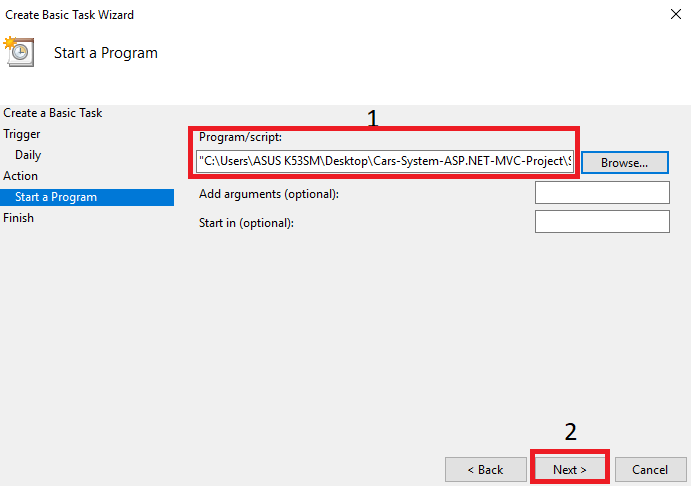 Create Basic Task Wizard
Start a Program
Create a Basic Task
Trigger
Daily
Action
Start a Program
Finish
1
Program/script:
"C:\Users\ASUS K53SM\Desktop\Cars-System-ASP.NET-MVC-Project\S
Browse...
Add arguments (optional):
Start in (optional):
2
< Back
Next >
Cancel